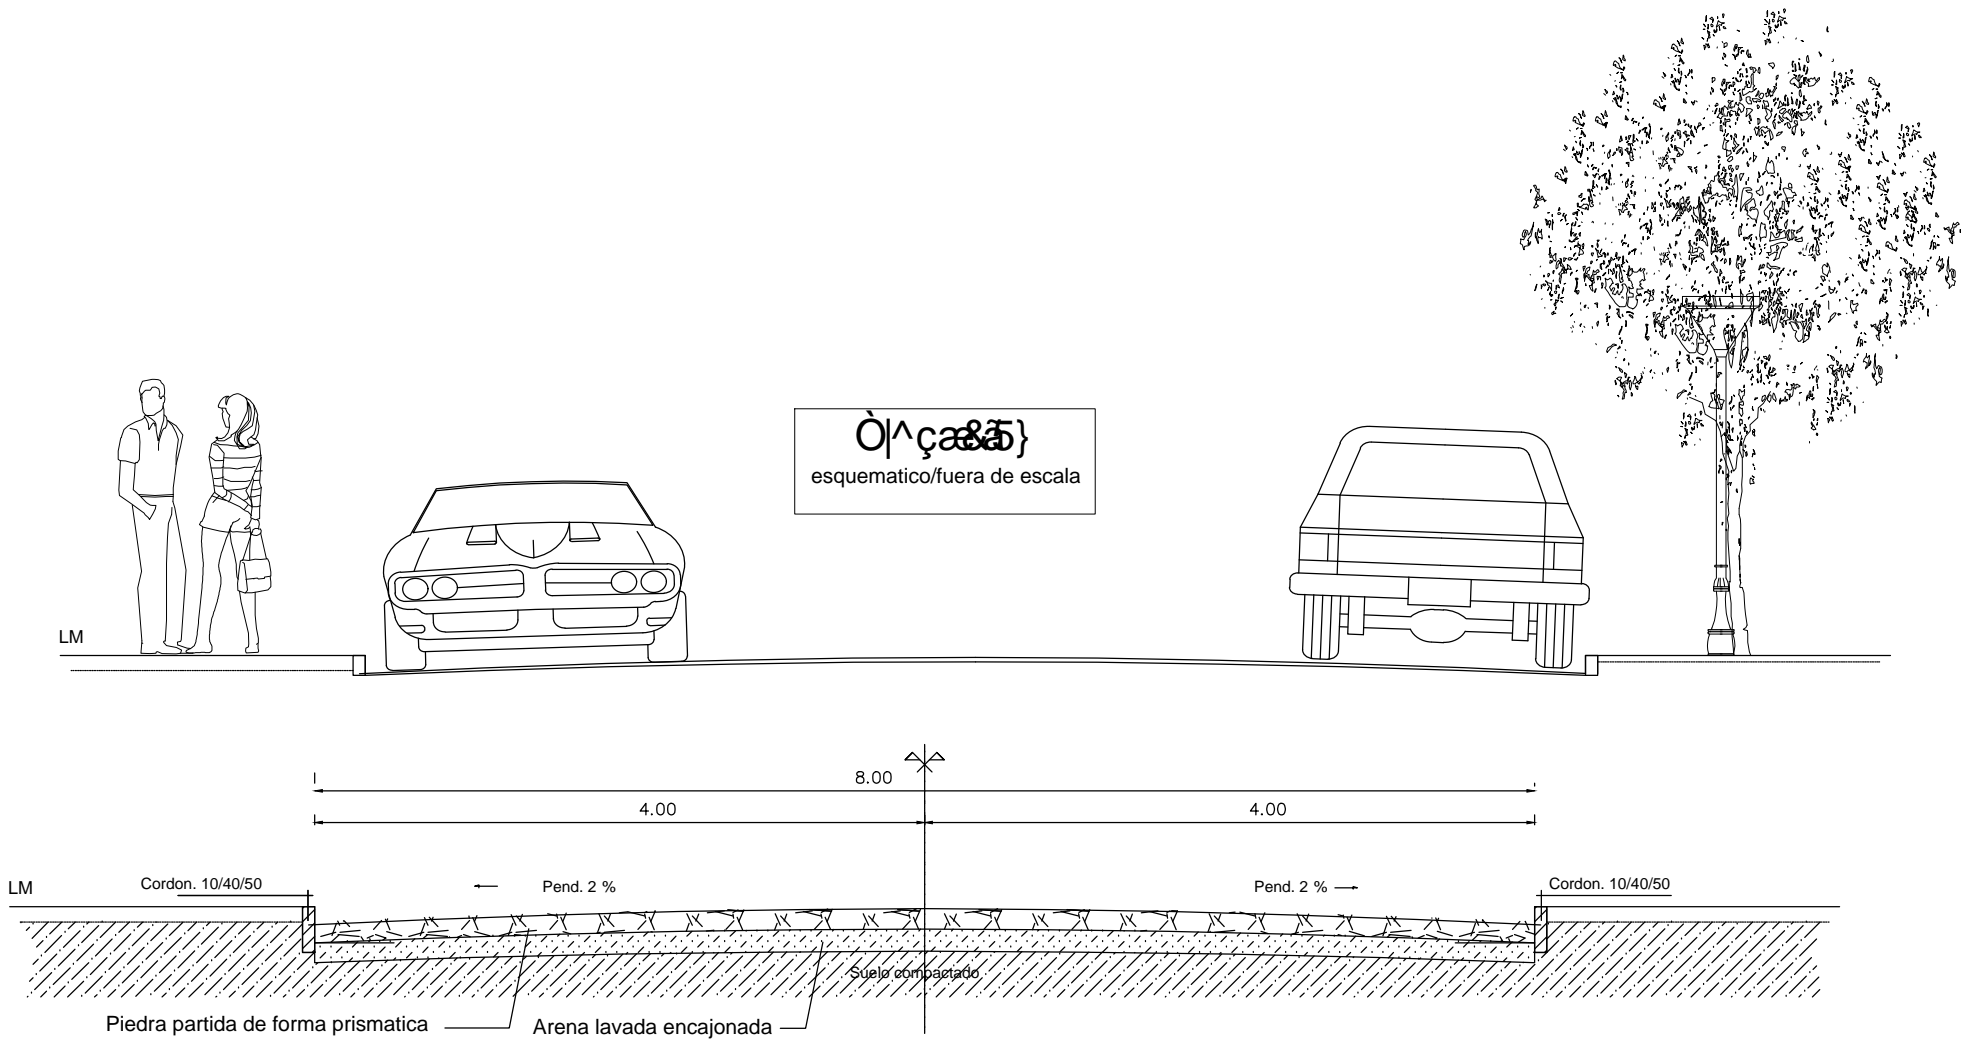 esquematico/fuera de escala
LM
8.00
4.00 4.00
LM
Cordon. 10/40/50
Pend. 2 %
Pend. 2 %
Cordon. 10/40/50
Suelo compactado
Piedra partida de forma prismatica
Arena lavada encajonada